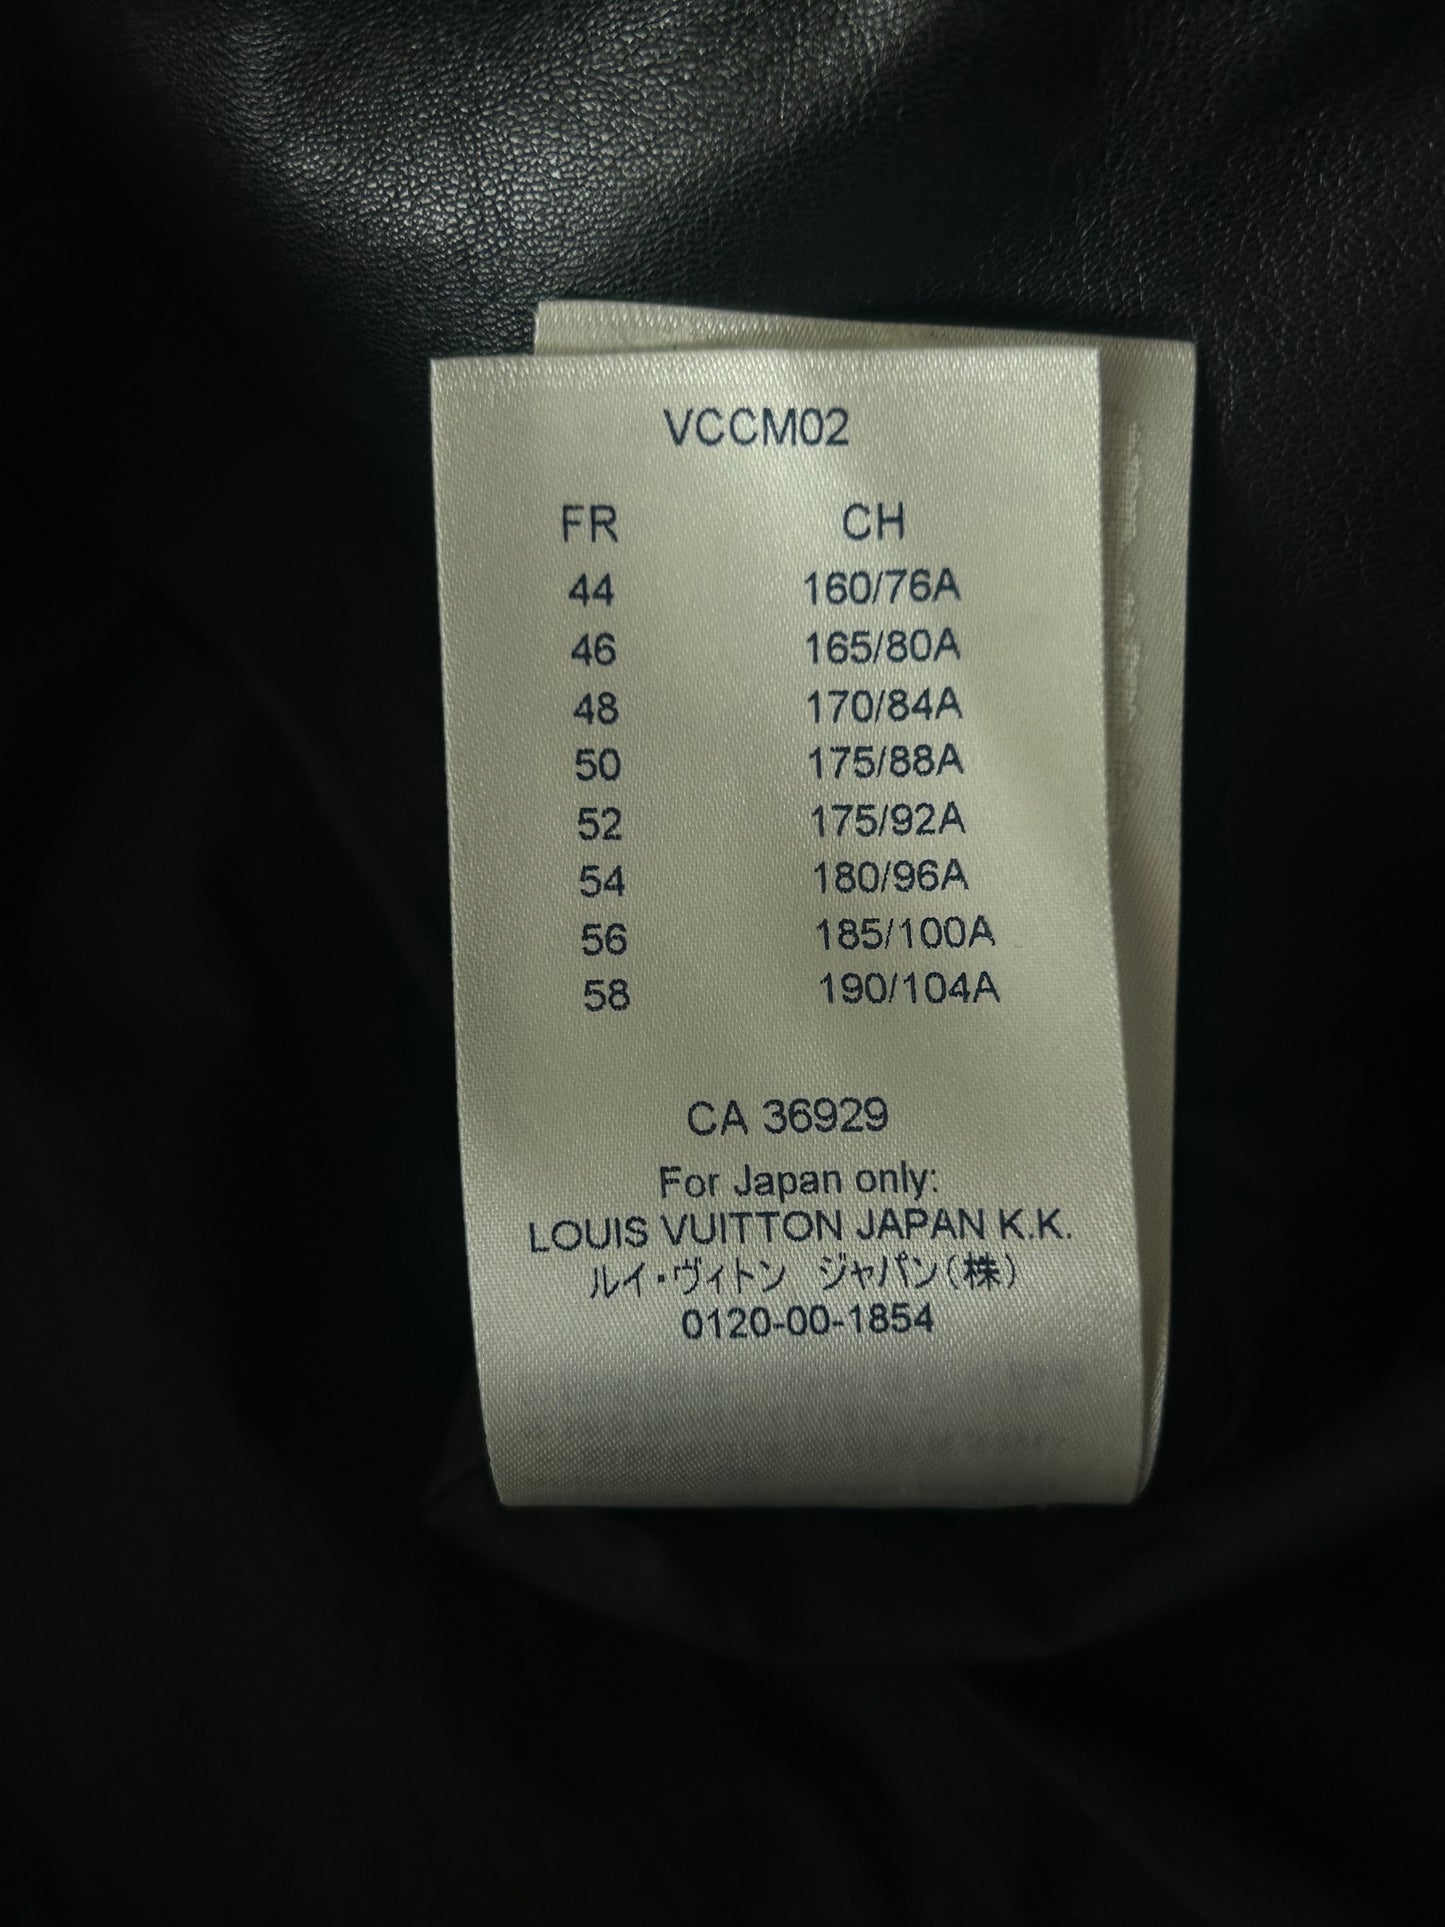 VCCM02
FR CH
44 160/76A
46 165/80A
48 170/84A
50 175/88A
52 175/92A
54 180/96A
56 185/100A
58 190/104A
CA 36929
For Japan only:
LOUIS VUITTON JAPAN K.K.
ルイ・ヴィトン ジャパン(株)
0120-00-1854